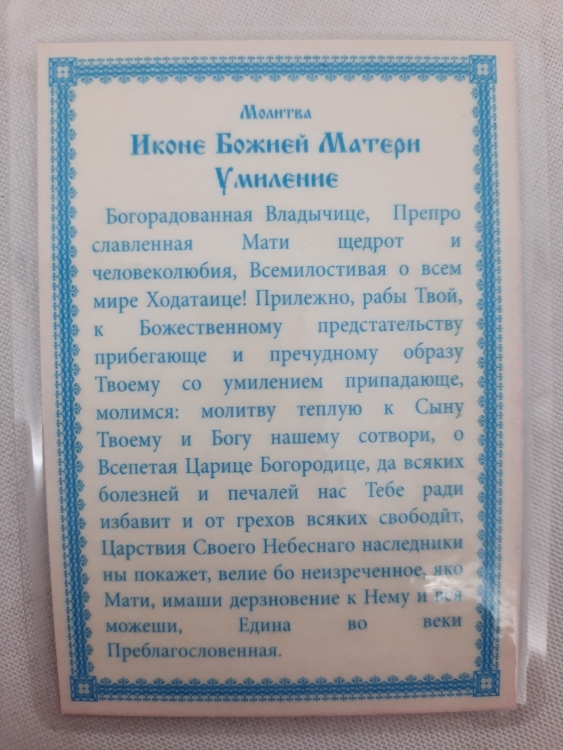 Молитва
Иконе Божией Матери
Умиление
Богорадованная Владычице, Препро
славленная Мати щедрот и
человеколюбия, Всемилостивая о всем
мире Ходатаице! Прилежно, рабы Твой,
к Божественному предстательству
прибегающе и пречудному образу
Твоему со умилением припадающе,
молимся: молитву теплую к Сыну
Твоему и Богу нашему сотвори, о
Всепетая Царице Богородице, да всяких
болезней и печалей нас Тебе ради
избавит и от грехов всяких свободйт,
Царствия Своего Небеснаго наследники
ны покажет, велие бо неизреченное, яко
Мати, имаши дерзновение к Нему и вся
можеши, Едина во веки
Преблагословенная.